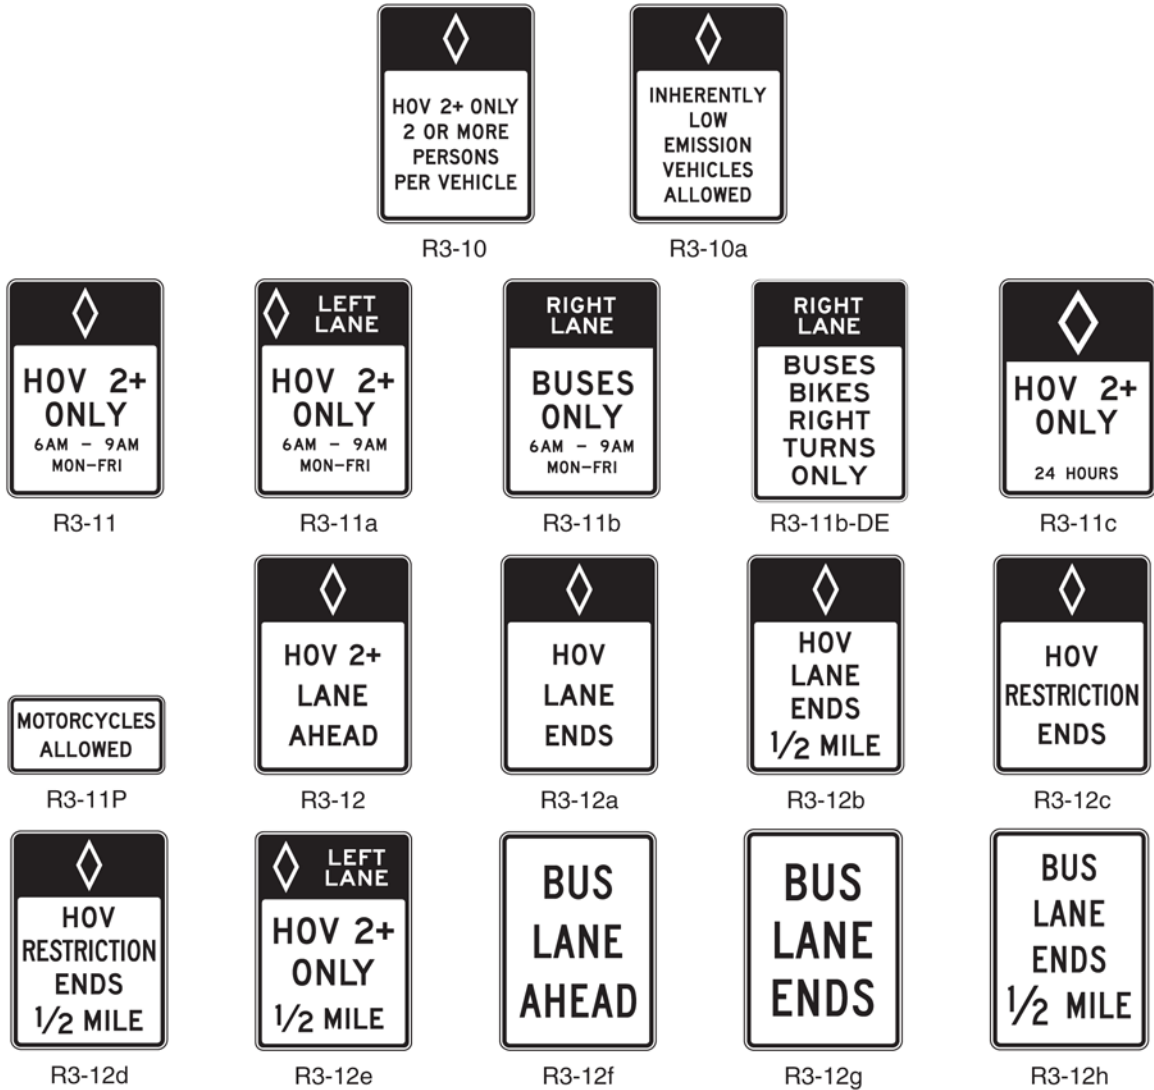 HOV 2+ ONLY
2 OR MORE
PERSONS
PER VEHICLE
R3-10
INHERENTLY
LOW
EMISSION
VEHICLES
ALLOWED
R3-10a
HOV 2+
ONLY
6AM – 9AM
MON–FRI
R3-11
LEFT
LANE
HOV 2+
ONLY
6AM – 9AM
MON–FRI
R3-11a
RIGHT
LANE
BUSES
ONLY
6AM – 9AM
MON–FRI
R3-11b
RIGHT
LANE
BUSES
BIKES
RIGHT
TURNS
ONLY
R3-11b-DE
HOV 2+
ONLY
24 HOURS
R3-11c
MOTORCYCLES
ALLOWED
R3-11P
HOV 2+
LANE
AHEAD
R3-12
HOV
LANE
ENDS
R3-12a
HOV
LANE
ENDS
1/2 MILE
R3-12b
HOV
RESTRICTION
ENDS
R3-12c
HOV
RESTRICTION
ENDS
1/2 MILE
R3-12d
LEFT
LANE
HOV 2+
ONLY
1/2 MILE
R3-12e
BUS
LANE
AHEAD
R3-12f
BUS
LANE
ENDS
R3-12g
BUS
LANE
ENDS
1/2 MILE
R3-12h